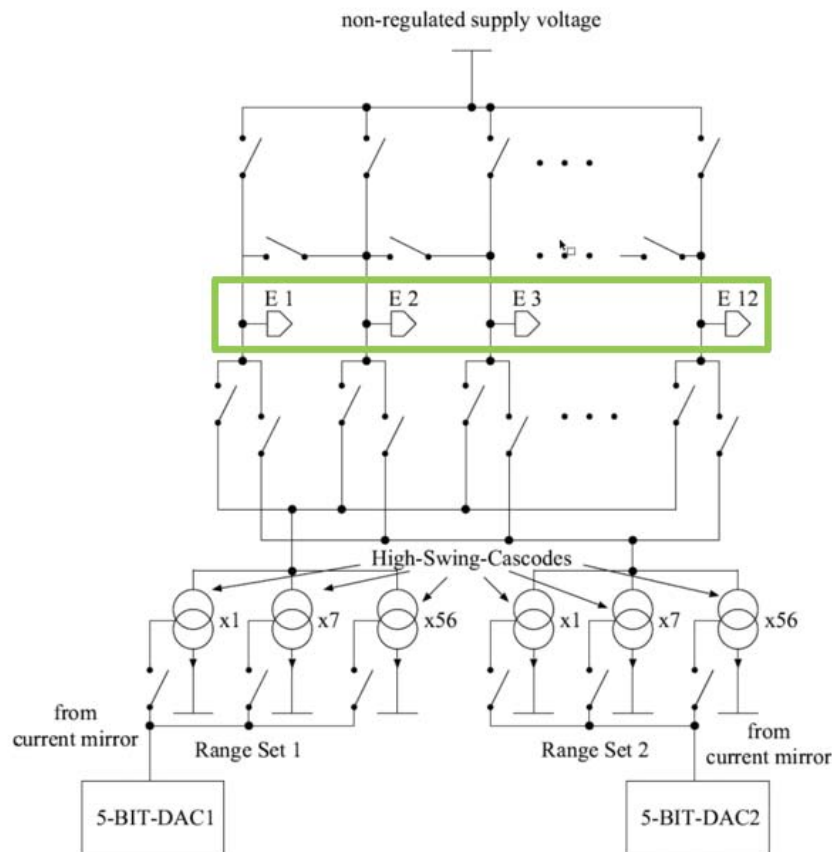 non-regulated supply voltage
E 1 E 2 E 3 E 12
High-Swing-Cascodes
x1 x7 x56 x1 x7 x56
from
current mirror
Range Set 1
Range Set 2
from
current mirror
5-BIT-DAC1
5-BIT-DAC2